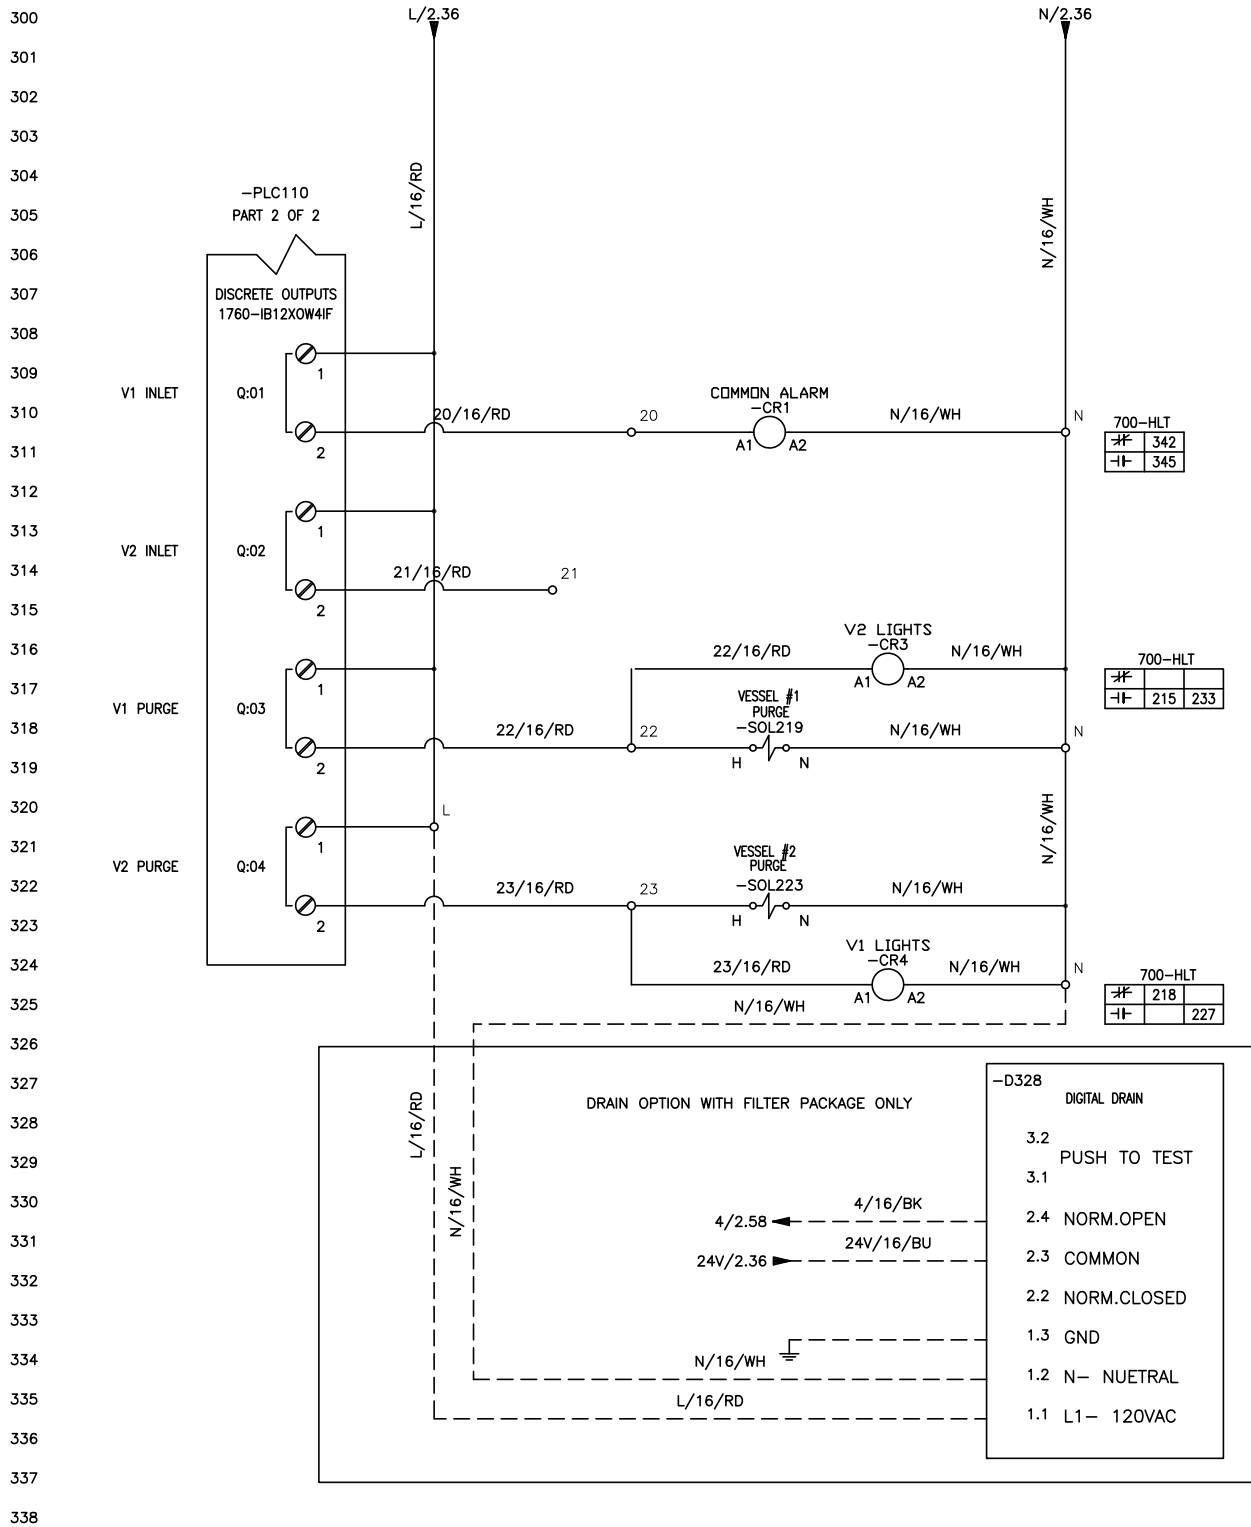 300
L/2.36
N/2.36
301
302
303
304
L/16/RD
-PLC110
PART 2 OF 2
305
N/16/WH
306
307
DISCRETE OUTPUTS
1760-IB12XOW4IF
308
309
1
V1 INLET
Q:01
COMMON ALARM
-CR1
310
20/16/RD
20
N/16/WH
N
700-HLT
311
2
A1
A2
342
345
312
313
1
V2 INLET
Q:02
314
21/16/RD
21
315
2
316
V2 LIGHTS
-CR3
22/16/RD
N/16/WH
700-HLT
317
1
A1
A2
215
233
V1 PURGE
Q:03
VESSEL #1
PURGE
-SOL219
318
22/16/RD
22
N/16/WH
N
319
2
H
N
320
L
N/16/WH
321
1
V2 PURGE
Q:04
VESSEL #2
PURGE
-SOL223
322
23/16/RD
23
N/16/WH
323
2
H
N
V1 LIGHTS
-CR4
324
23/16/RD
N/16/WH
N
700-HLT
325
A1
A2
218
227
N/16/WH
326
327
-D328
DIGITAL DRAIN
DRAIN OPTION WITH FILTER PACKAGE ONLY
328
L/16/RD
3.2
329
PUSH TO TEST
3.1
330
N/16/WH
4/16/BK
4/2.58
2.4 NORM.OPEN
331
24V/16/BU
24V/2.36
2.3 COMMON
332
2.2 NORM.CLOSED
333
1.3 GND
334
N/16/WH
1.2 N- NUETRAL
335
L/16/RD
1.1 L1- 120VAC
336
337
338